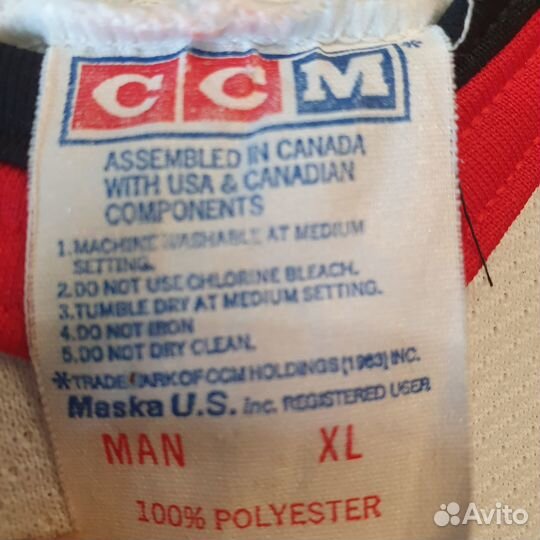 CCM*
ASSEMBLED IN CANADA
WITH USA & CANADIAN
COMPONENTS
1. MACHINE WASHABLE AT MEDIUM
SETTING.
2. DO NOT USE CHLORINE BLEACH.
3. TUMBLE DRY AT MEDIUM SETTING.
4. DO NOT IRON
5. DO NOT DRY CLEAN.
*TRADEMARK OF CCM HOLDINGS [1983] INC.
Maska U.S. inc. REGISTERED USER
MAN XL
100% POLYESTER
Avito